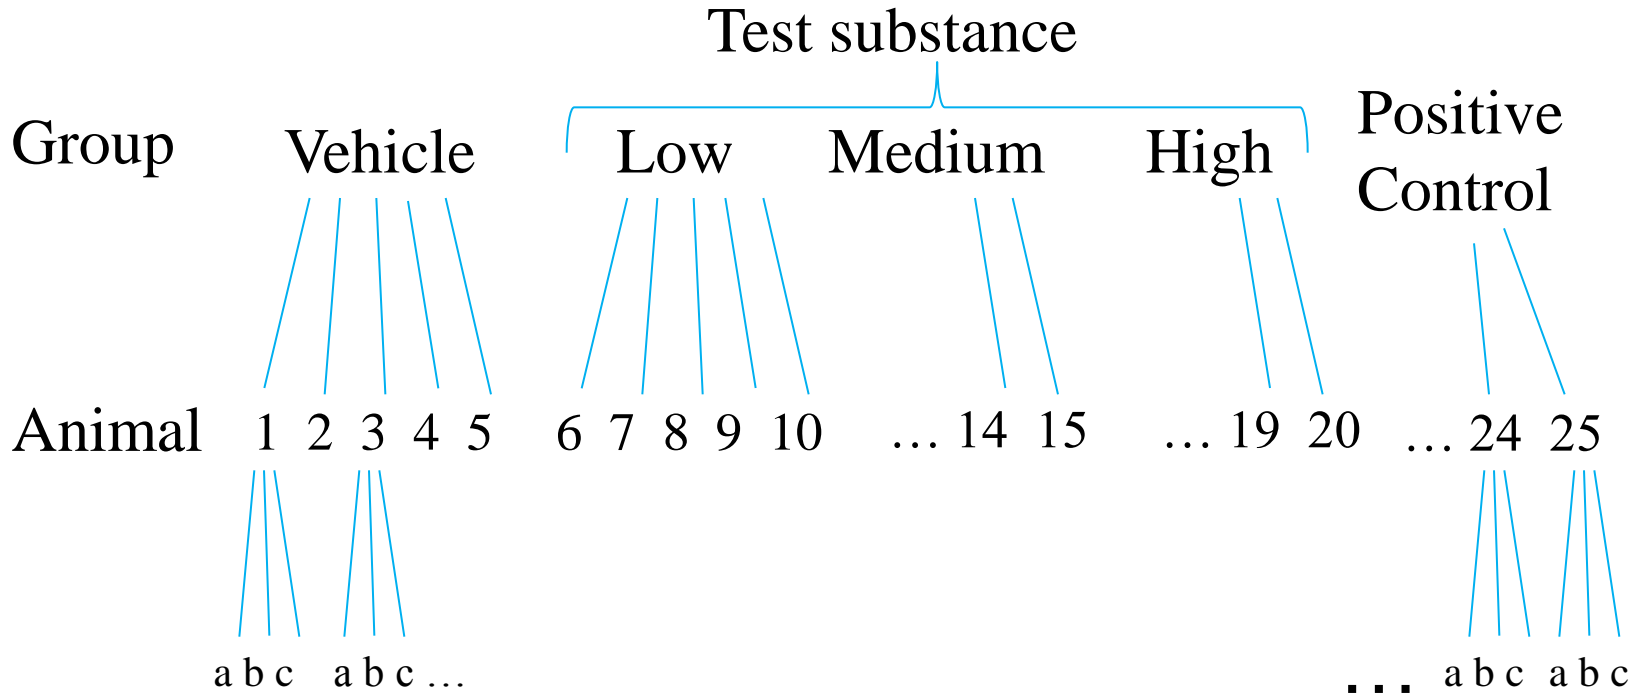 Test substance
Group Vehicle Low Medium High Positive Control
Animal 1 2 3 4 5 6 7 8 9 10 … 14 15 … 19 20 … 24 25
a b c a b c … … a b c a b c